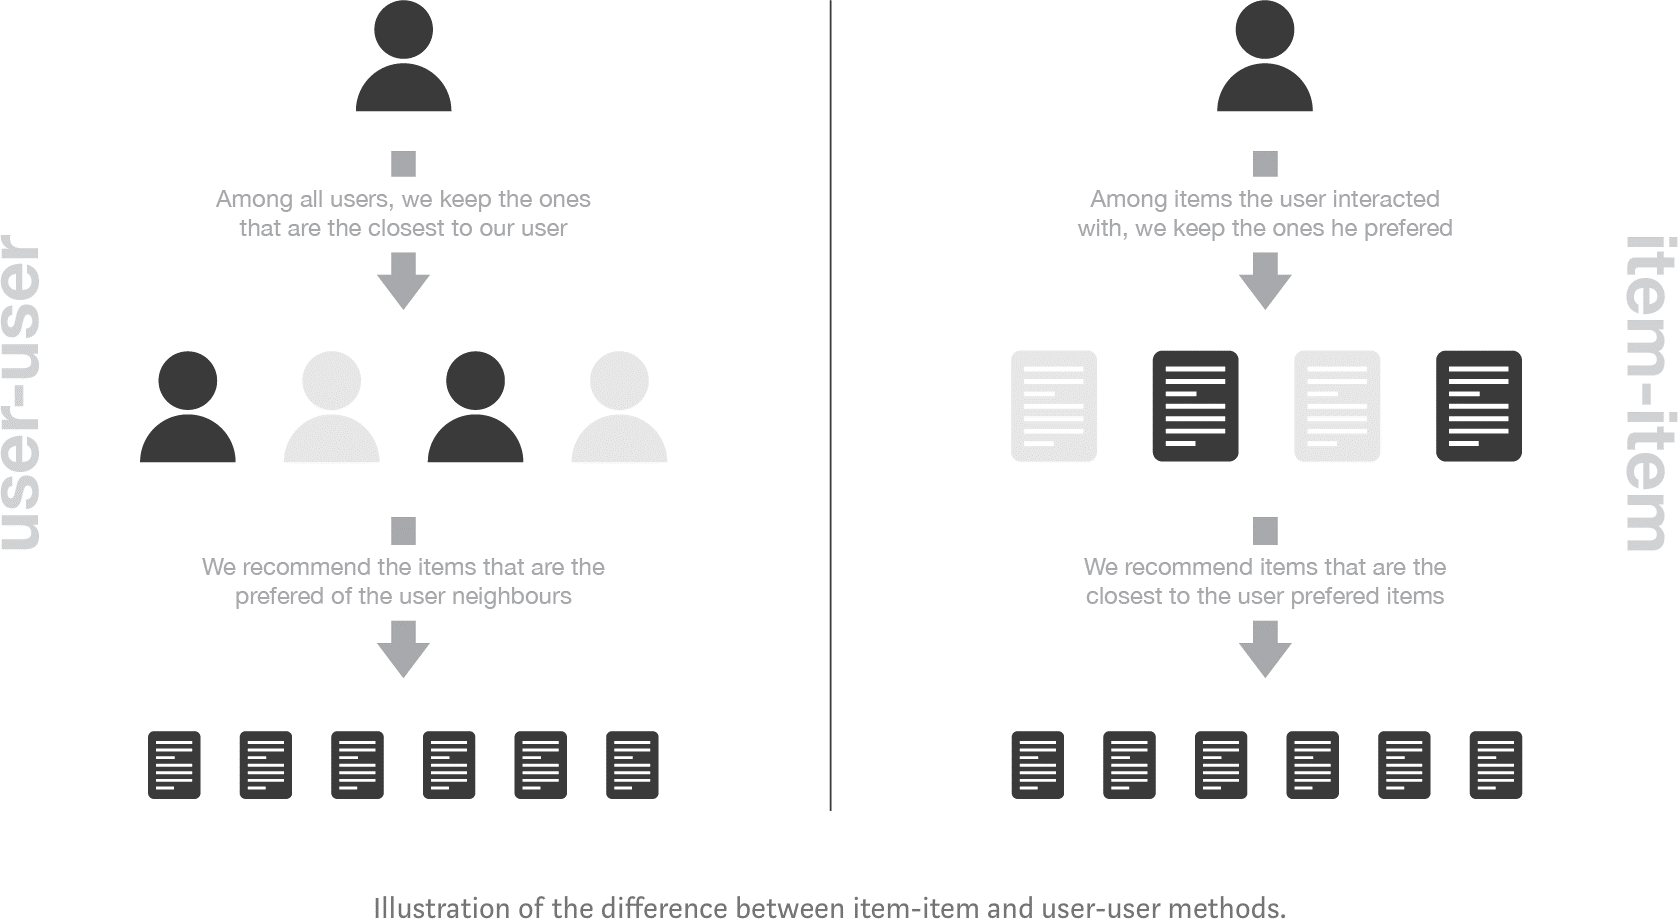 user-user
Among all users, we keep the ones
that are the closest to our user
We recommend the items that are the
prefered of the user neighbours
Among items the user interacted
with, we keep the ones he prefered
We recommend items that are the
closest to the user prefered items
item-item
Illustration of the difference between item-item and user-user methods.